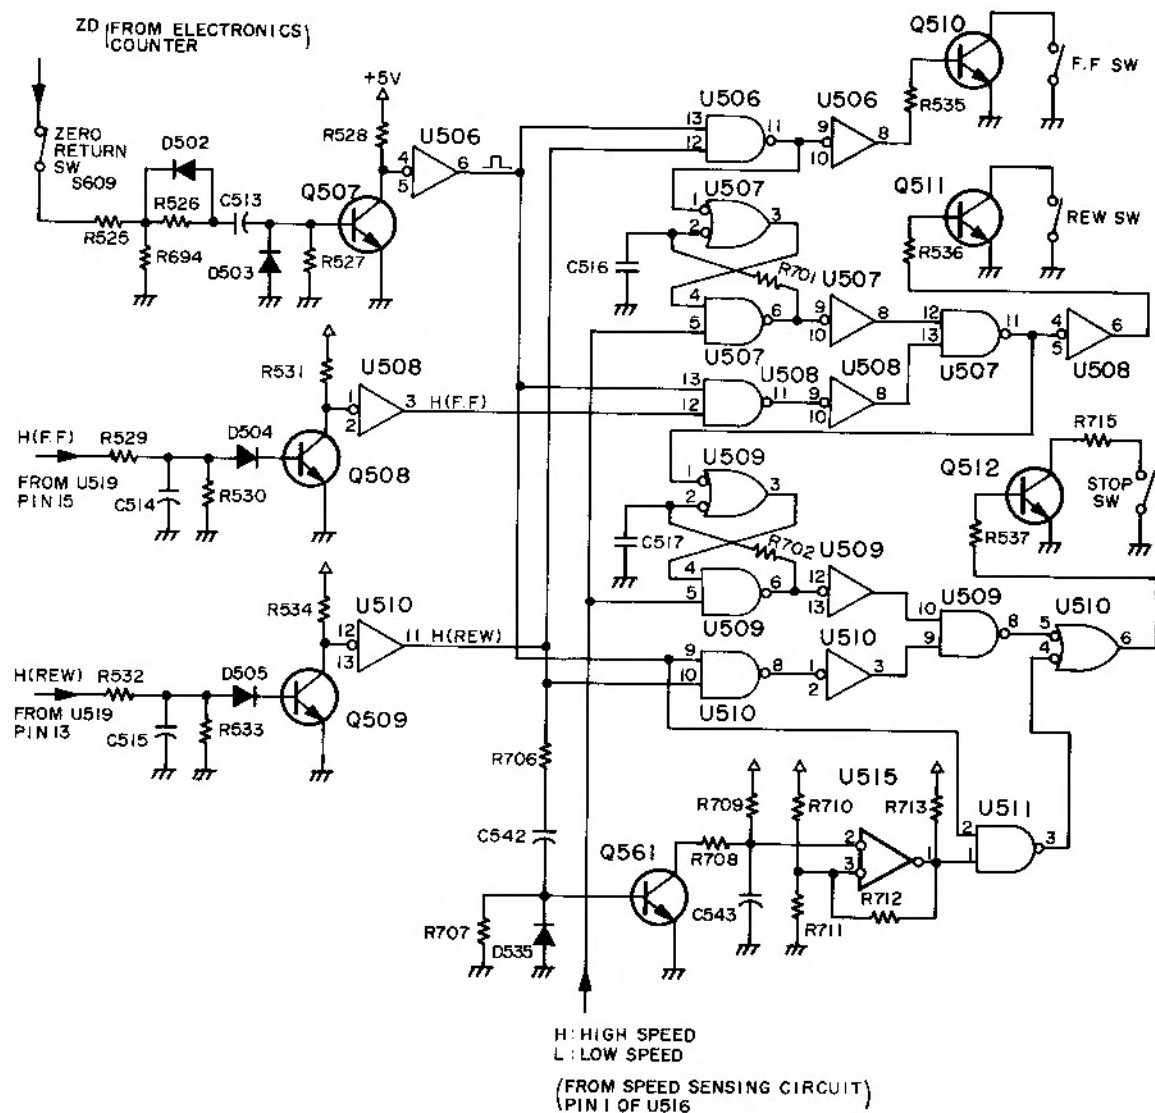 ZD (FROM ELECTRONICS)
COUNTER
ZERO
RETURN
SW
S609
D502
R526
C513
R525
R694
D503
R527
Q507
+5V
R528
U506
4
5
6
U506
13
12
11
U506
9
10
8
R535
Q510
F.F SW
U507
1
2
3
C516
R701
4
5
6
U507
U507
9
10
8
12
13
11
U507
Q511
R536
REW SW
4
5
6
U508
R531
U508
1
2
3
H(F.F)
H(F.F)
R529
D504
FROM U519
PIN 15
C514
R530
Q508
13
12
U508
11
U508
9
10
8
U509
1
2
3
C517
R702
4
5
6
U509
U509
12
13
U509
10
9
8
Q512
R537
R715
STOP
SW
U510
5
4
6
R534
U510
12
13
11
H(REW)
H(REW)
R532
D505
FROM U519
PIN 13
C515
R533
Q509
9
10
8
U510
U510
1
2
3
R706
C542
R707
D535
Q561
R708
R709
C543
R710
R711
U515
2
3
1
R712
R713
U511
2
1
3
H : HIGH SPEED
L : LOW SPEED
(FROM SPEED SENSING CIRCUIT)
PIN 1 OF U516